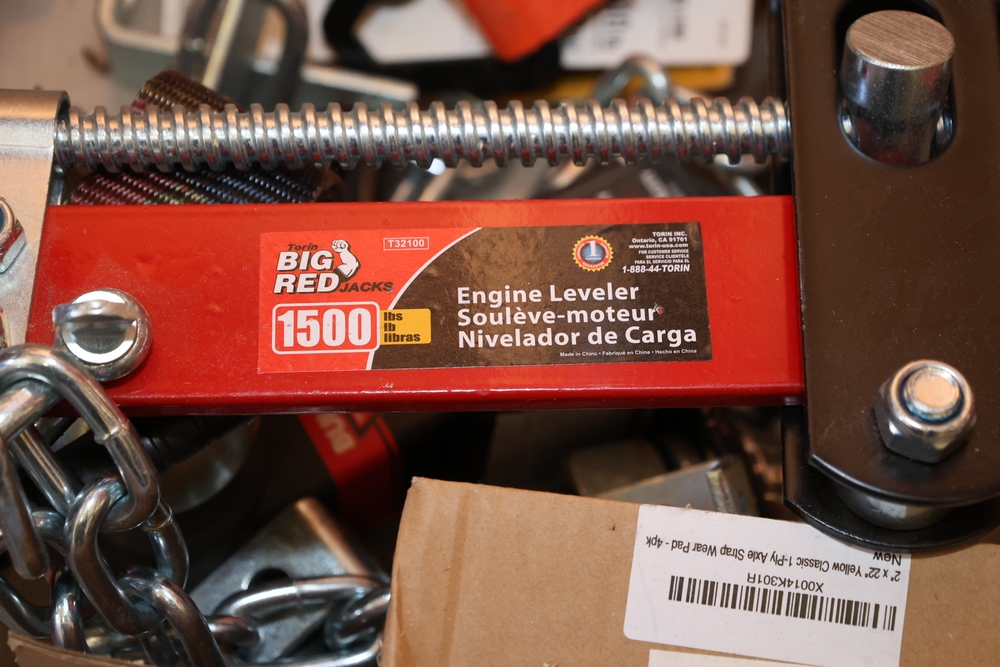 Torin
BIG
RED
JACKS
T32100
1500
lbs
lb
libras
Engine Leveler
Soulève-moteur
Nivelador de Carga
Made in China • Fabriqué en Chine • Hecho en China
TORIN INC.
Ontario, CA 91761
www.torin-usa.com
FOR CUSTOMER SERVICE
SERVICE CLIENTÈLE
PARA EL SERVICIO PARA EL
1-888-44-TORIN
1
X0014K301R
2" x 22" Yellow Classic 1-Ply Axle Strap Wear Pad - 4pk
New